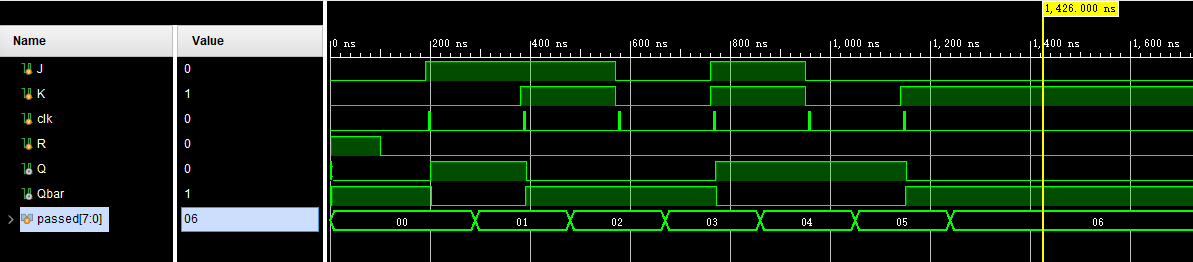 1,426.000 ns
Name Value
0 ns 200 ns 400 ns 600 ns 800 ns 1,000 ns 1,200 ns 1,400 ns 1,600 ns
J 0
K 1
clk 0
R 0
Q 0
Qbar 1
passed[7:0] 06 00 01 02 03 04 05 06